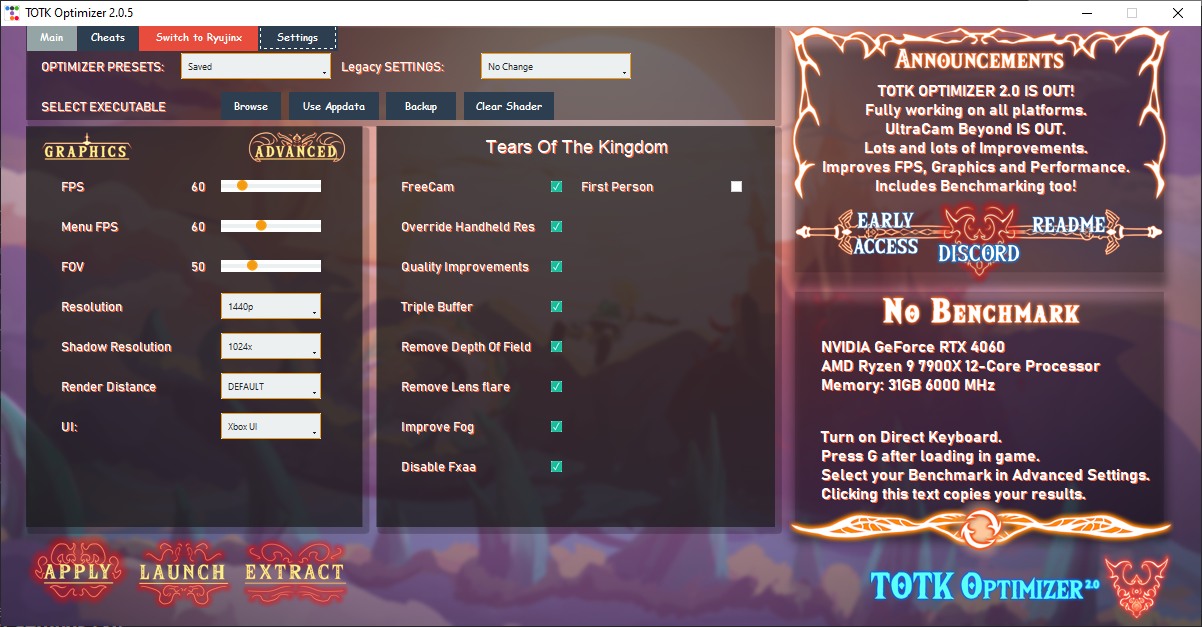 TOTK Optimizer 2.0.5
Main Cheats Switch to Ryujinx Settings
OPTIMIZER PRESETS: Saved Legacy SETTINGS: No Change
SELECT EXECUTABLE Browse Use Appdata Backup Clear Shader
GRAPHICS ADVANCED
FPS 60
Menu FPS 60
FOV 50
Resolution 1440p
Shadow Resolution 1024x
Render Distance DEFAULT
UI: Xbox UI
Tears Of The Kingdom
FreeCam First Person
Override Handheld Res
Quality Improvements
Triple Buffer
Remove Depth Of Field
Remove Lens flare
Improve Fog
Disable Fxaa
APPLY LAUNCH EXTRACT
Announcements
TOTK OPTIMIZER 2.0 IS OUT!
Fully working on all platforms.
UltraCam Beyond IS OUT.
Lots and lots of Improvements.
Improves FPS, Graphics and Performance.
Includes Benchmarking too!
EARLY
ACCESS
DISCORD
README
No Benchmark
NVIDIA GeForce RTX 4060
AMD Ryzen 9 7900X 12-Core Processor
Memory: 31GB 6000 MHz
Turn on Direct Keyboard.
Press G after loading in game.
Select your Benchmark in Advanced Settings.
Clicking this text copies your results.
TOTK Optimizer 2.0